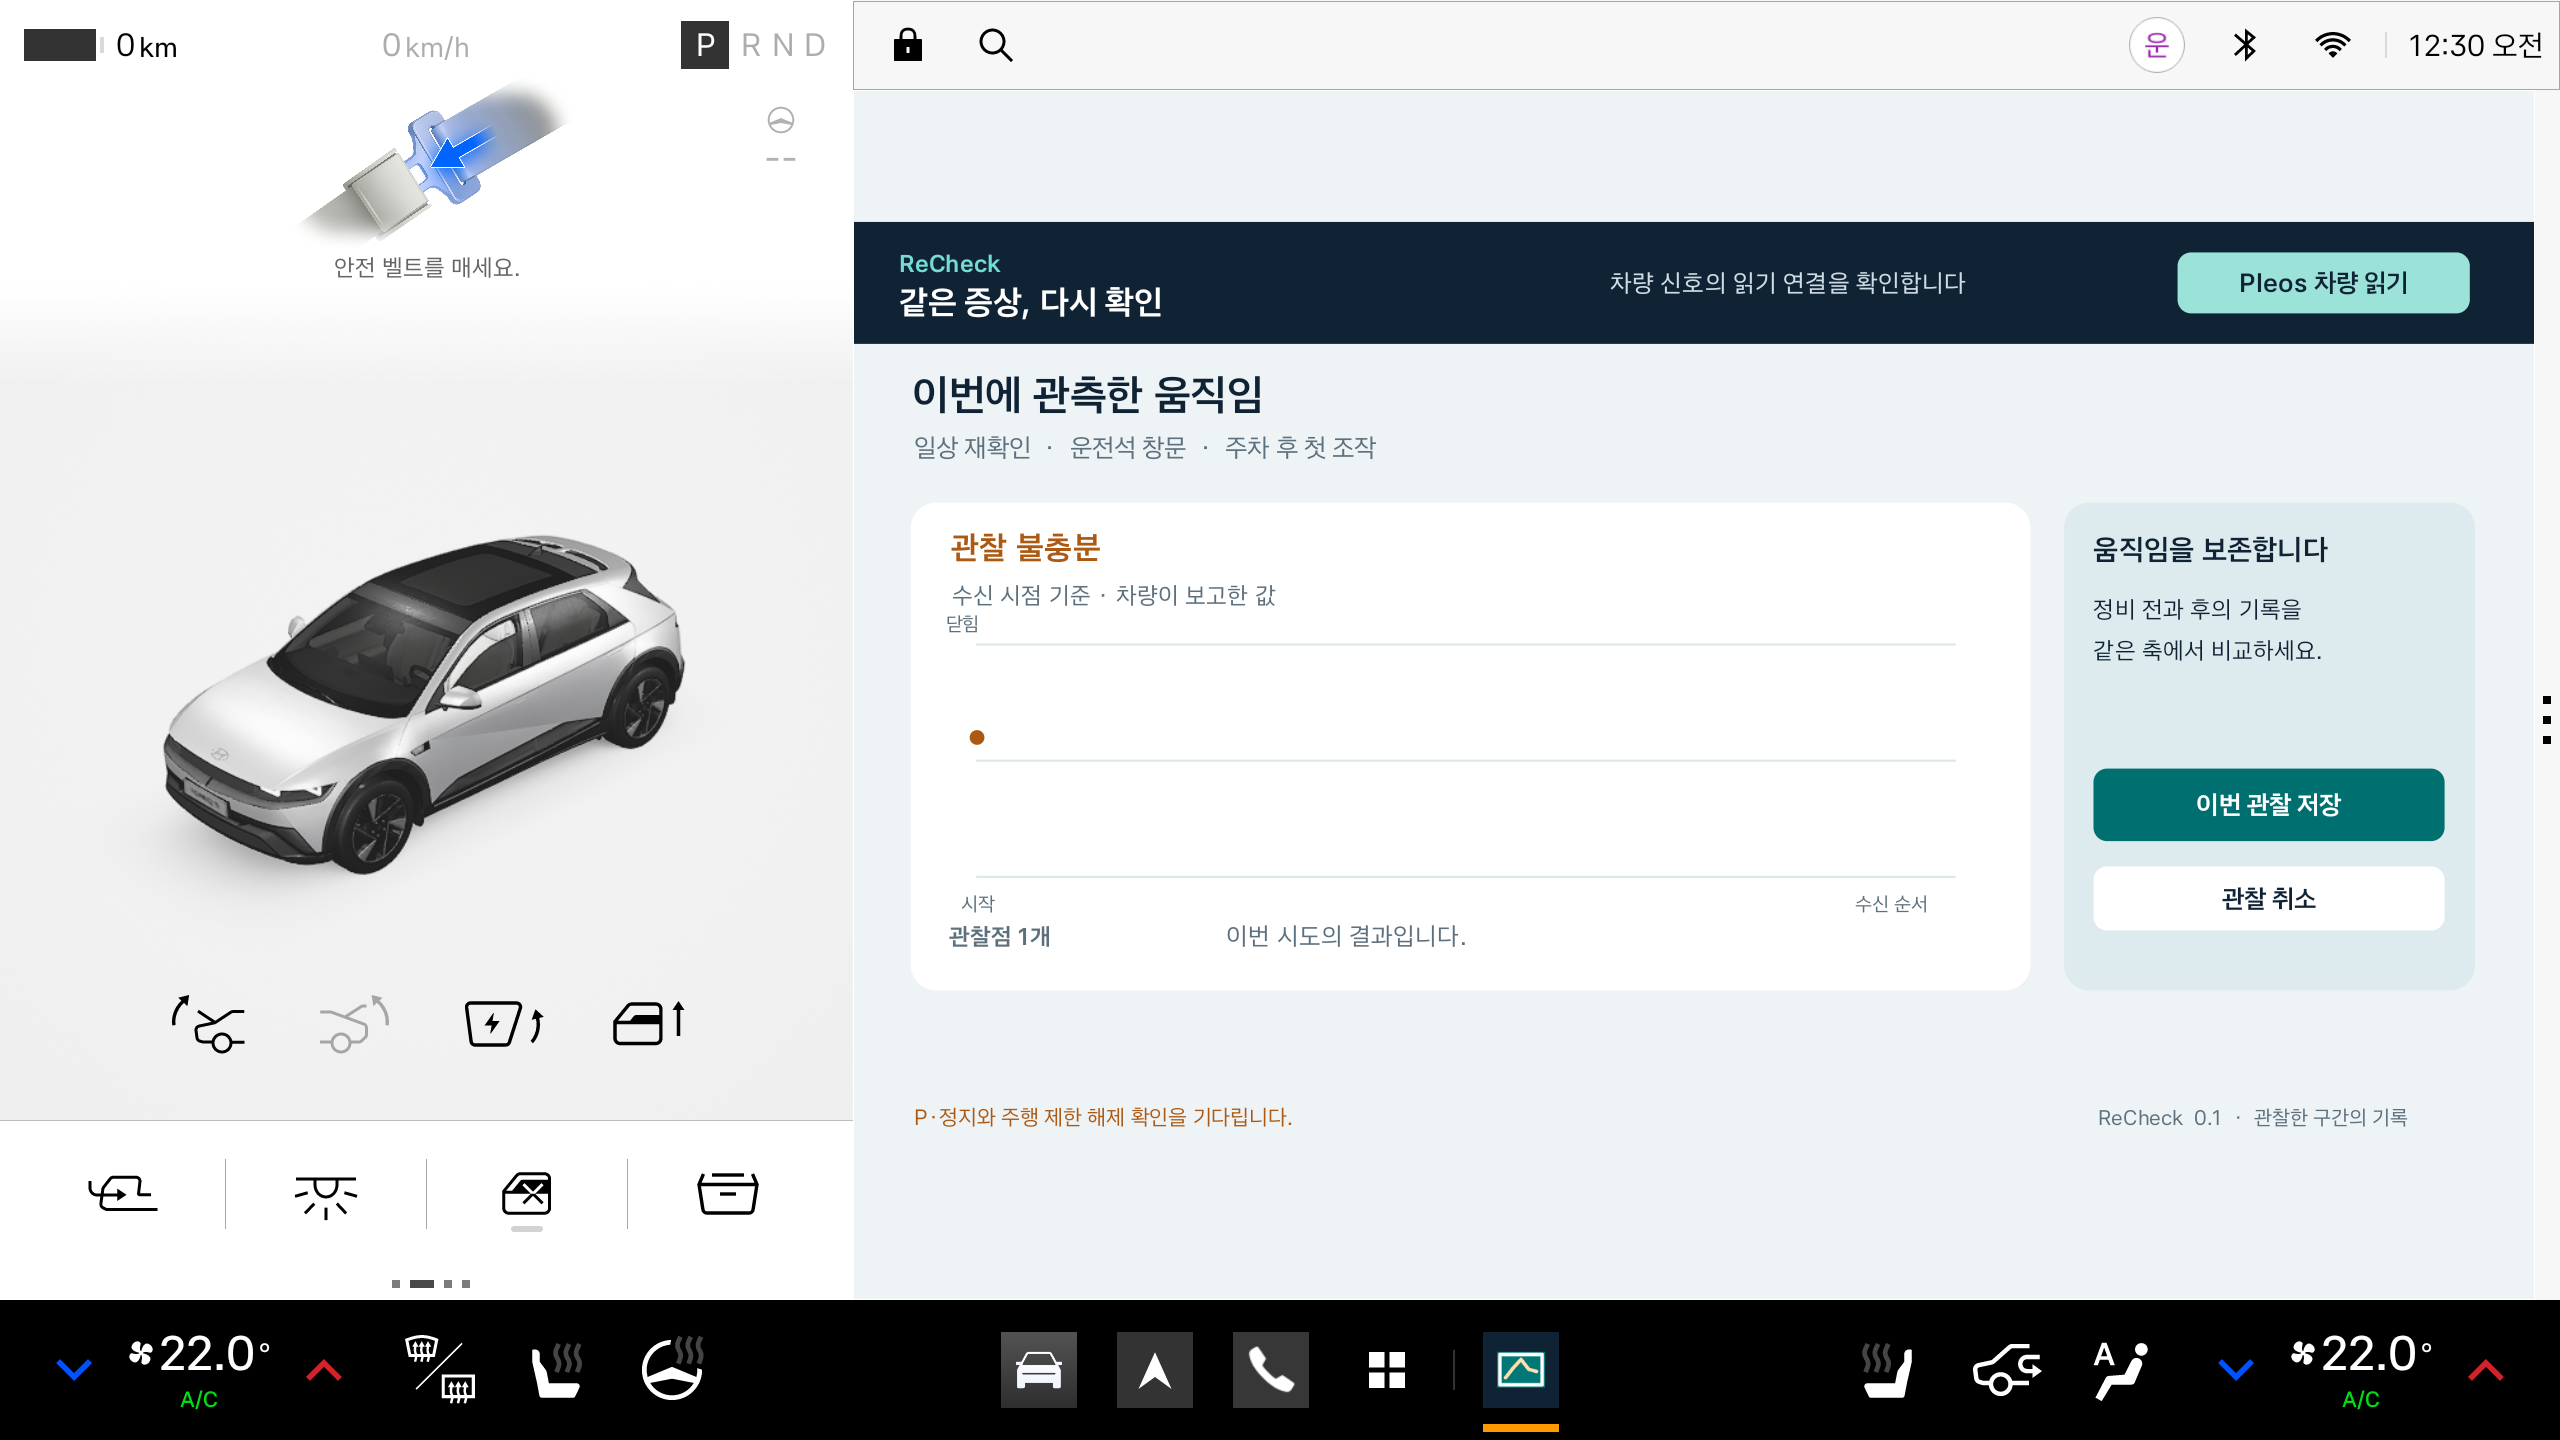 0 km
0 km/h
P R N D
운
12:30 오전
안전 벨트를 매세요.
ReCheck
같은 증상, 다시 확인
차량 신호의 읽기 연결을 확인합니다
Pleos 차량 읽기
이번에 관측한 움직임
일상 재확인 · 운전석 창문 · 주차 후 첫 조작
관찰 불충분
수신 시점 기준 · 차량이 보고한 값
닫힘
시작
수신 순서
관찰점 1개
이번 시도의 결과입니다.
움직임을 보존합니다
정비 전과 후의 기록을
같은 축에서 비교하세요.
이번 관찰 저장
관찰 취소
P·정지와 주행 제한 해제 확인을 기다립니다.
ReCheck 0.1 · 관찰한 구간의 기록
22.0°
A/C
A
22.0°
A/C